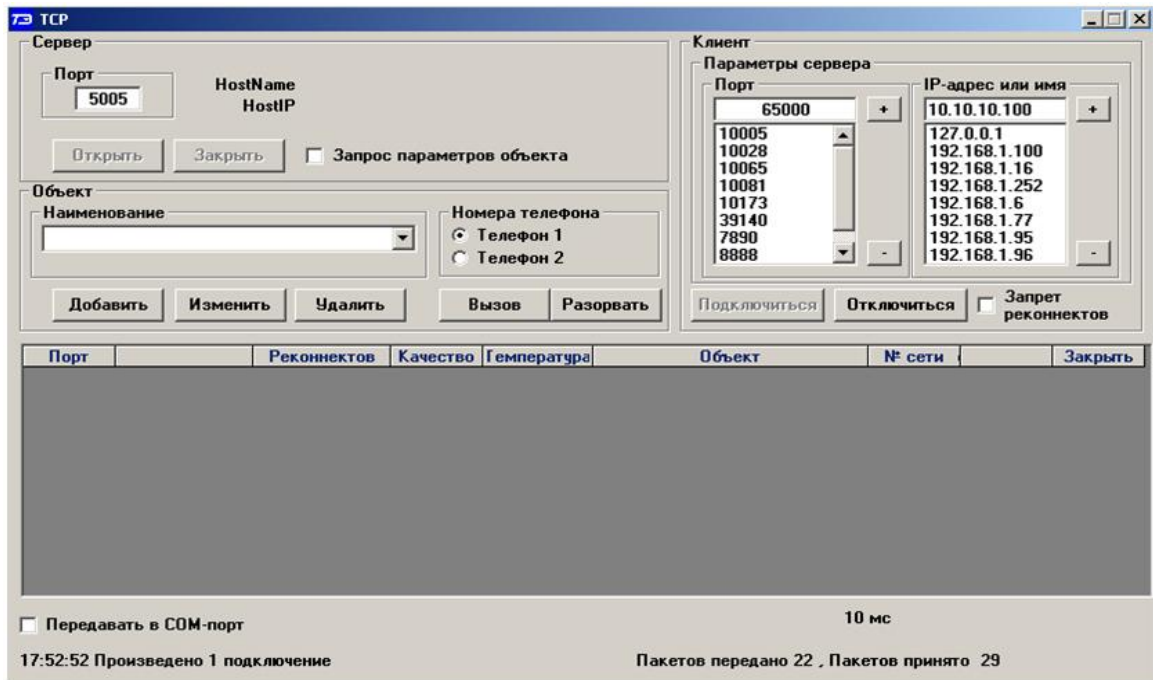 ТЭ TCP
Сервер
Порт
5005
HostName
HostIP
Открыть
Закрыть
Запрос параметров объекта
Объект
Наименование
Номера телефона
Телефон 1
Телефон 2
Добавить
Изменить
Удалить
Вызов
Разорвать
Клиент
Параметры сервера
Порт
65000
+
10005
10028
10065
10081
10173
39140
7890
8888
-
IP-адрес или имя
10.10.10.100
+
127.0.0.1
192.168.1.100
192.168.1.16
192.168.1.252
192.168.1.6
192.168.1.77
192.168.1.95
192.168.1.96
-
Подключиться
Отключиться
Запрет
реконнектов
Порт Реконнектов Качество Температура Объект № сети Закрыть
Передавать в COM-порт
10 мс
17:52:52 Произведено 1 подключение
Пакетов передано 22 , Пакетов принято 29